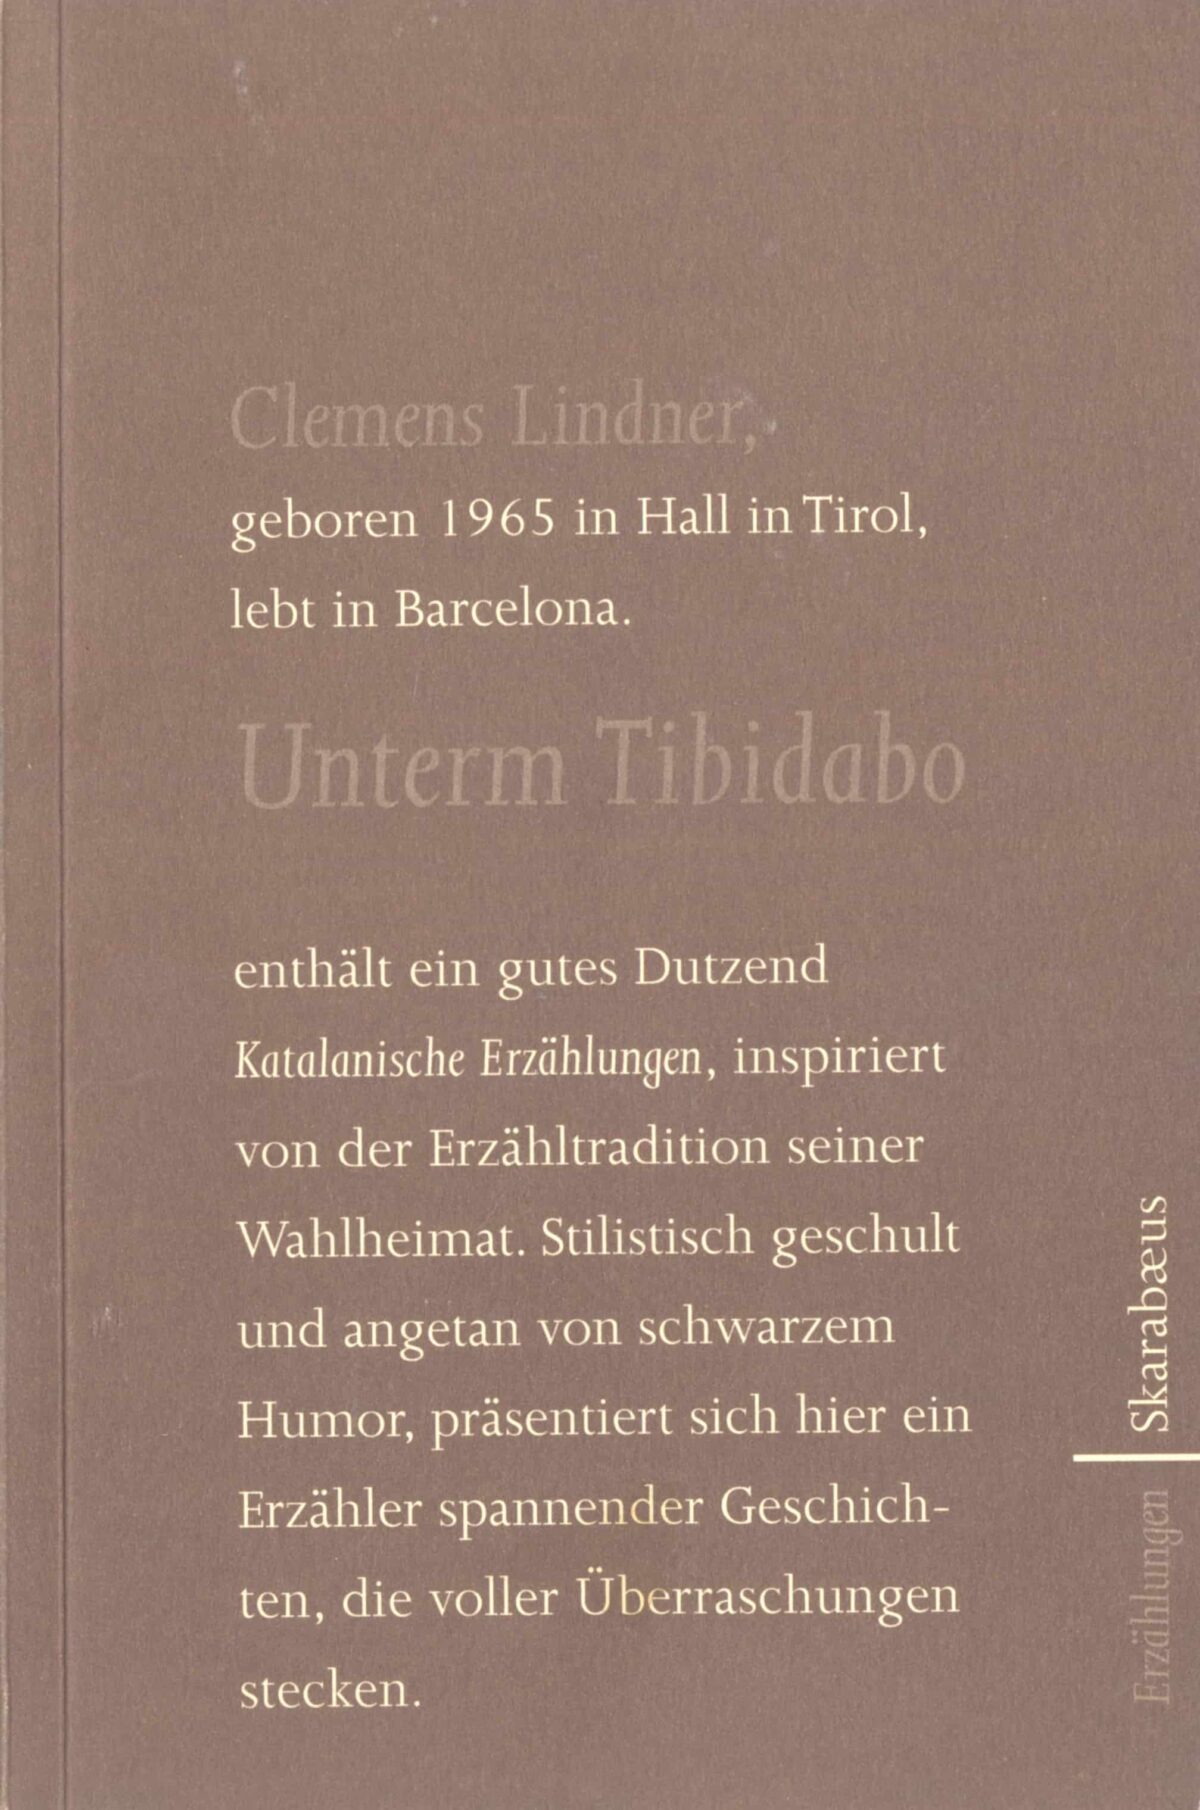 Clemens Lindner,
geboren 1965 in Hall in Tirol,
lebt in Barcelona.
Unterm Tibidabo
enthält ein gutes Dutzend
Katalanische Erzählungen, inspiriert
von der Erzähltradition seiner
Wahlheimat. Stilistisch geschult
und angetan von schwarzem
Humor, präsentiert sich hier ein
Erzähler spannender Geschich-
ten, die voller Überraschungen
stecken.
Erzählungen
Skarabæus